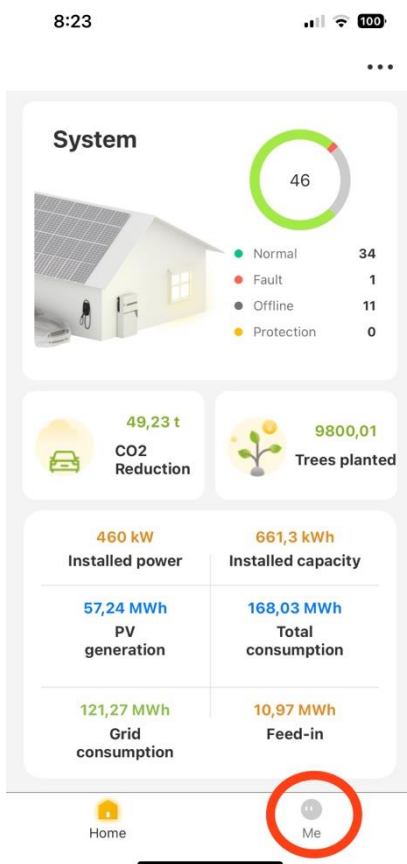 8:23
100
System
46
Normal 34
Fault 1
Offline 11
Protection 0
49,23 t
CO2
Reduction
9800,01
Trees planted
460 kW
Installed power
661,3 kWh
Installed capacity
57,24 MWh
PV
generation
168,03 MWh
Total
consumption
121,27 MWh
Grid
consumption
10,97 MWh
Feed-in
Home
Me